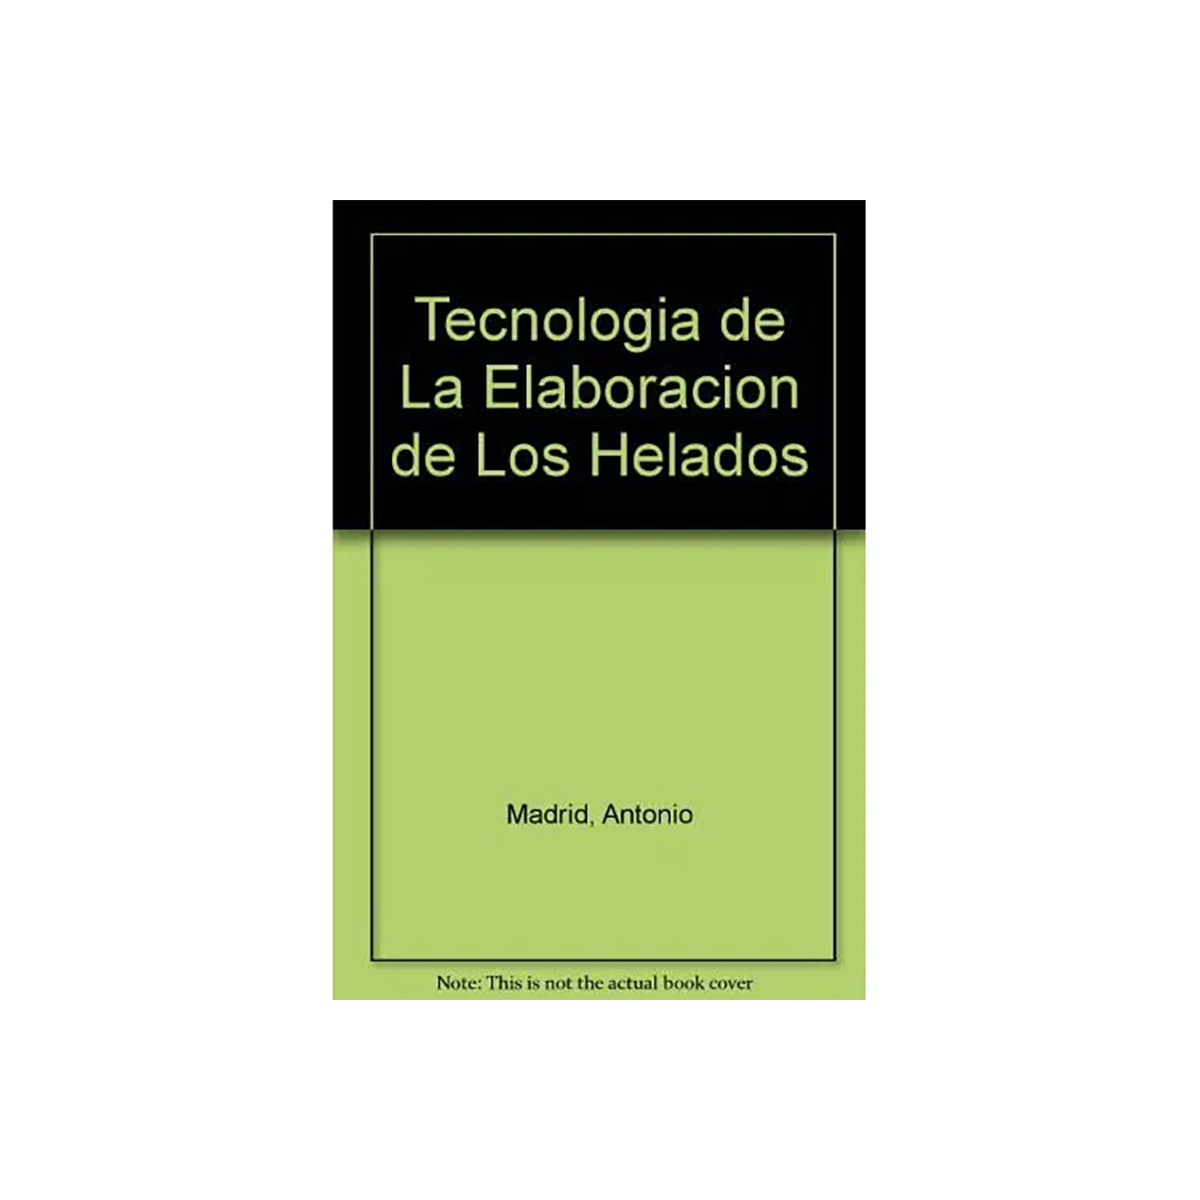 Tecnologia de
La Elaboracion
de Los Helados
Madrid, Antonio
Note: This is not the actual book cover